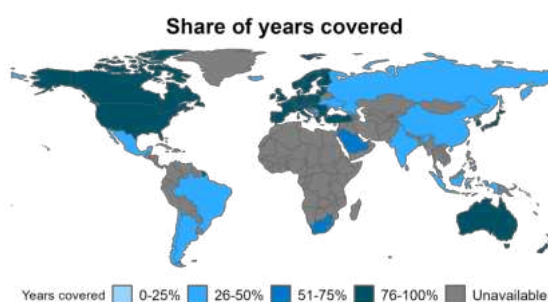 Share of years covered
Years covered 0-25% 26-50% 51-75% 76-100% Unavailable